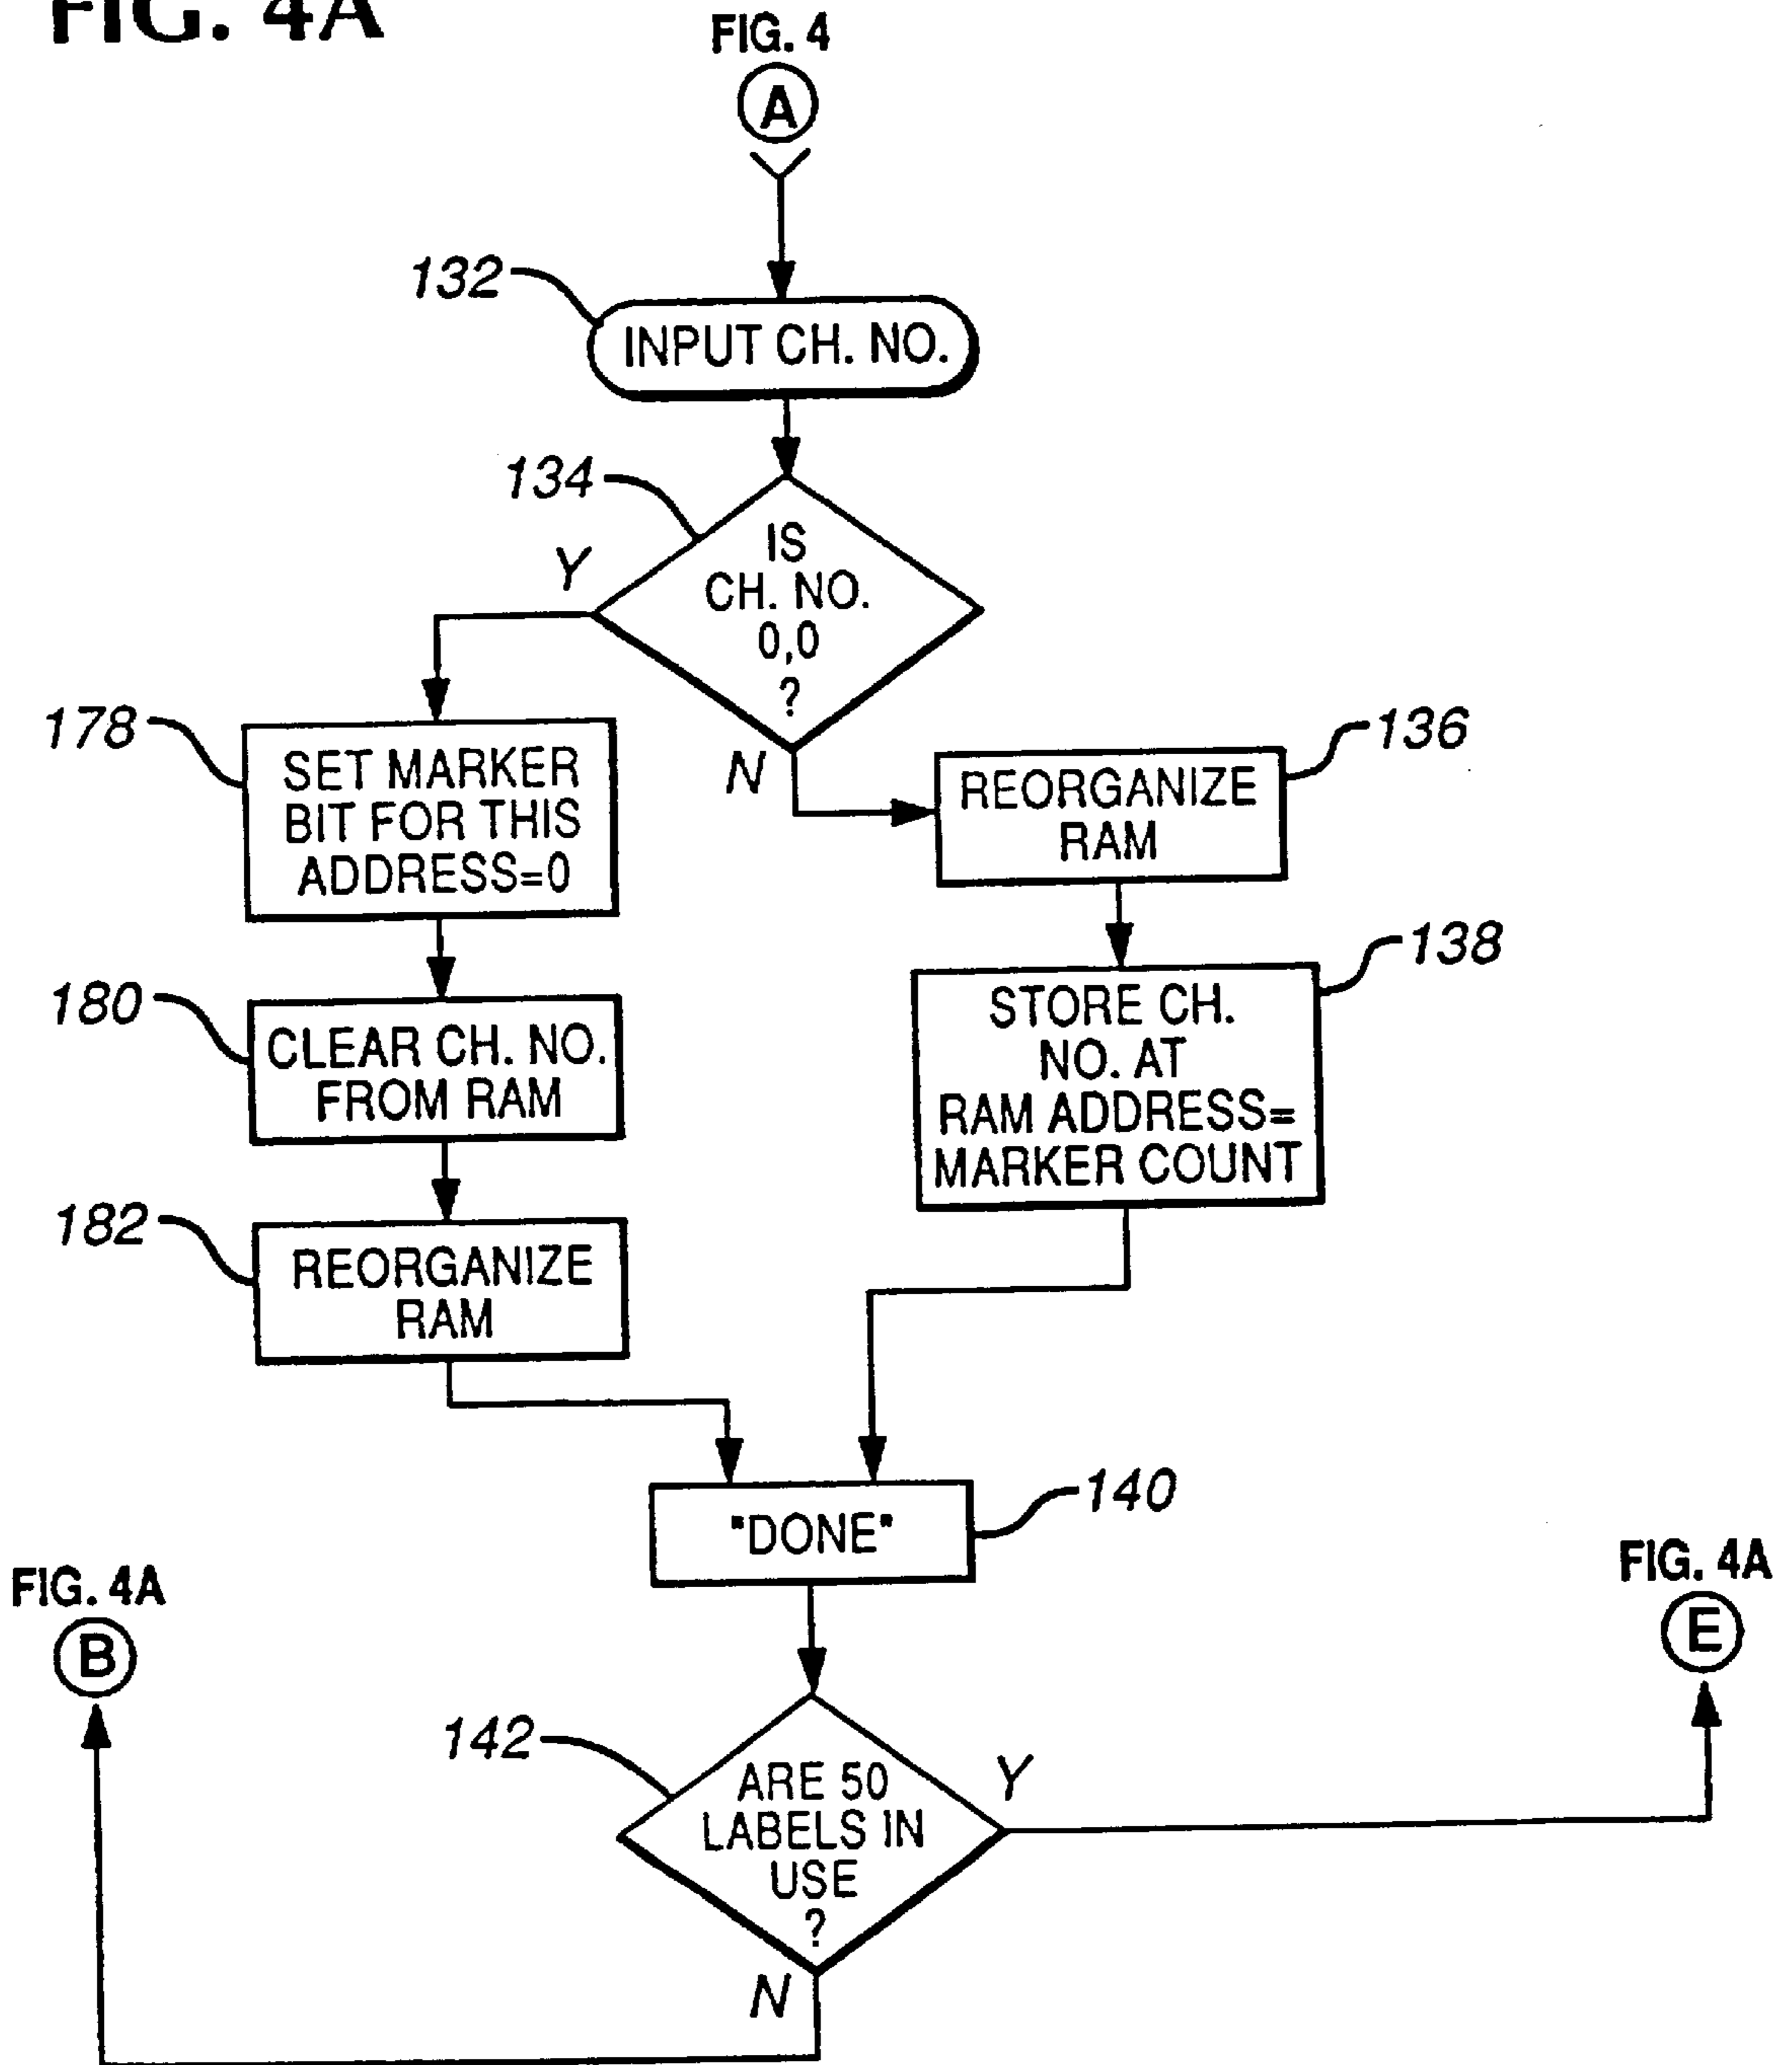 FIG. 4A
FIG. 4
A
132
INPUT CH. NO.
134
IS
CH. NO.
0,0
?
Y
N
178
SET MARKER
BIT FOR THIS
ADDRESS=0
136
REORGANIZE
RAM
180
CLEAR CH. NO.
FROM RAM
138
STORE CH.
NO. AT
RAM ADDRESS=
MARKER COUNT
182
REORGANIZE
RAM
"DONE"
140
FIG. 4A
B
FIG. 4A
E
142
ARE 50
LABELS IN
USE
?
Y
N